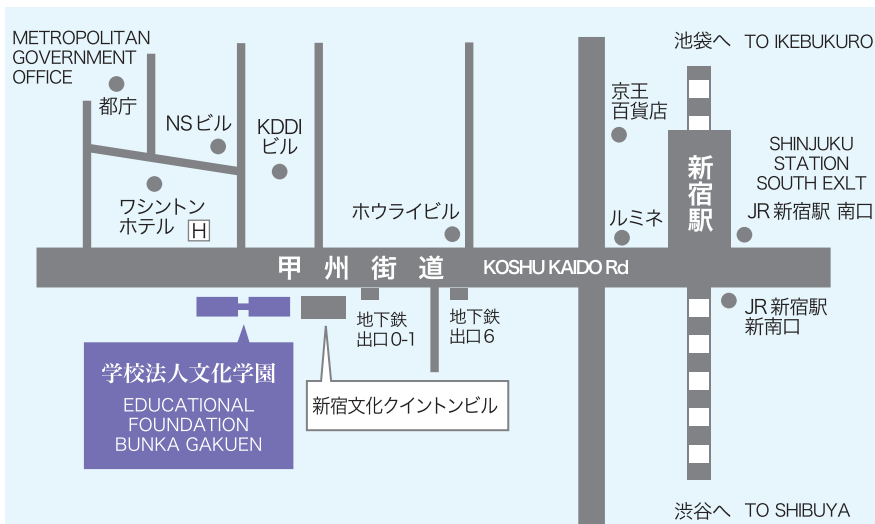 METROPOLITAN
GOVERNMENT
OFFICE
都庁
NSビル
KDDI
ビル
ワシントン
ホテル
H
ホウライビル
京王
百貨店
ルミネ
池袋へ TO IKEBUKURO
新宿駅
SHINJUKU
STATION
SOUTH EXLT
JR新宿駅 南口
甲州街道 KOSHU KAIDO Rd
地下鉄
出口0-1
地下鉄
出口6
JR新宿駅
新南口
学校法人文化学園
EDUCATIONAL
FOUNDATION
BUNKA GAKUEN
新宿文化クイントンビル
渋谷へ TO SHIBUYA